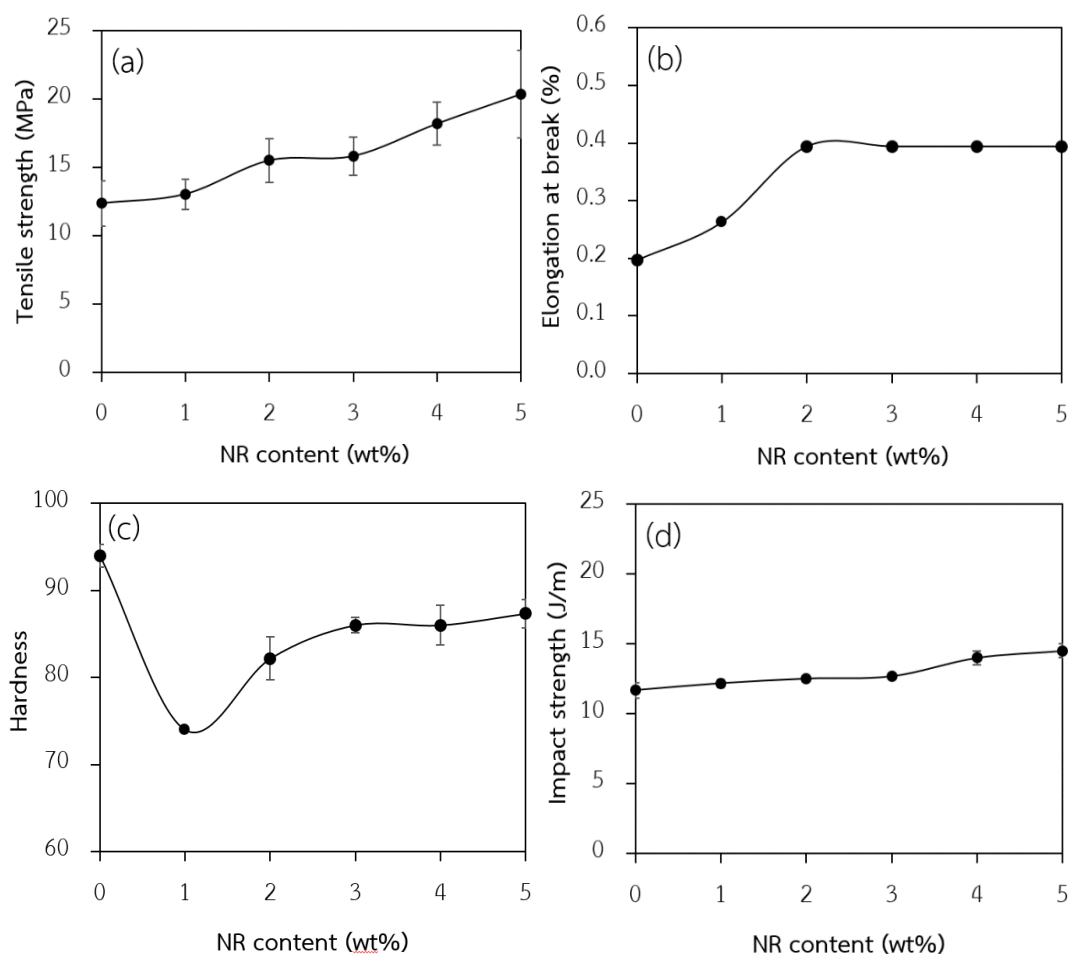 (a)
Tensile strength (MPa)
25
20
15
10
5
0
0 1 2 3 4 5
NR content (wt%)
(b)
Elongation at break (%)
0.6
0.5
0.4
0.3
0.2
0.1
0.0
0 1 2 3 4 5
NR content (wt%)
(c)
Hardness
100
90
80
70
60
0 1 2 3 4 5
NR content (wt%)
(d)
Impact strength (J/m)
25
20
15
10
5
0
0 1 2 3 4 5
NR content (wt%)